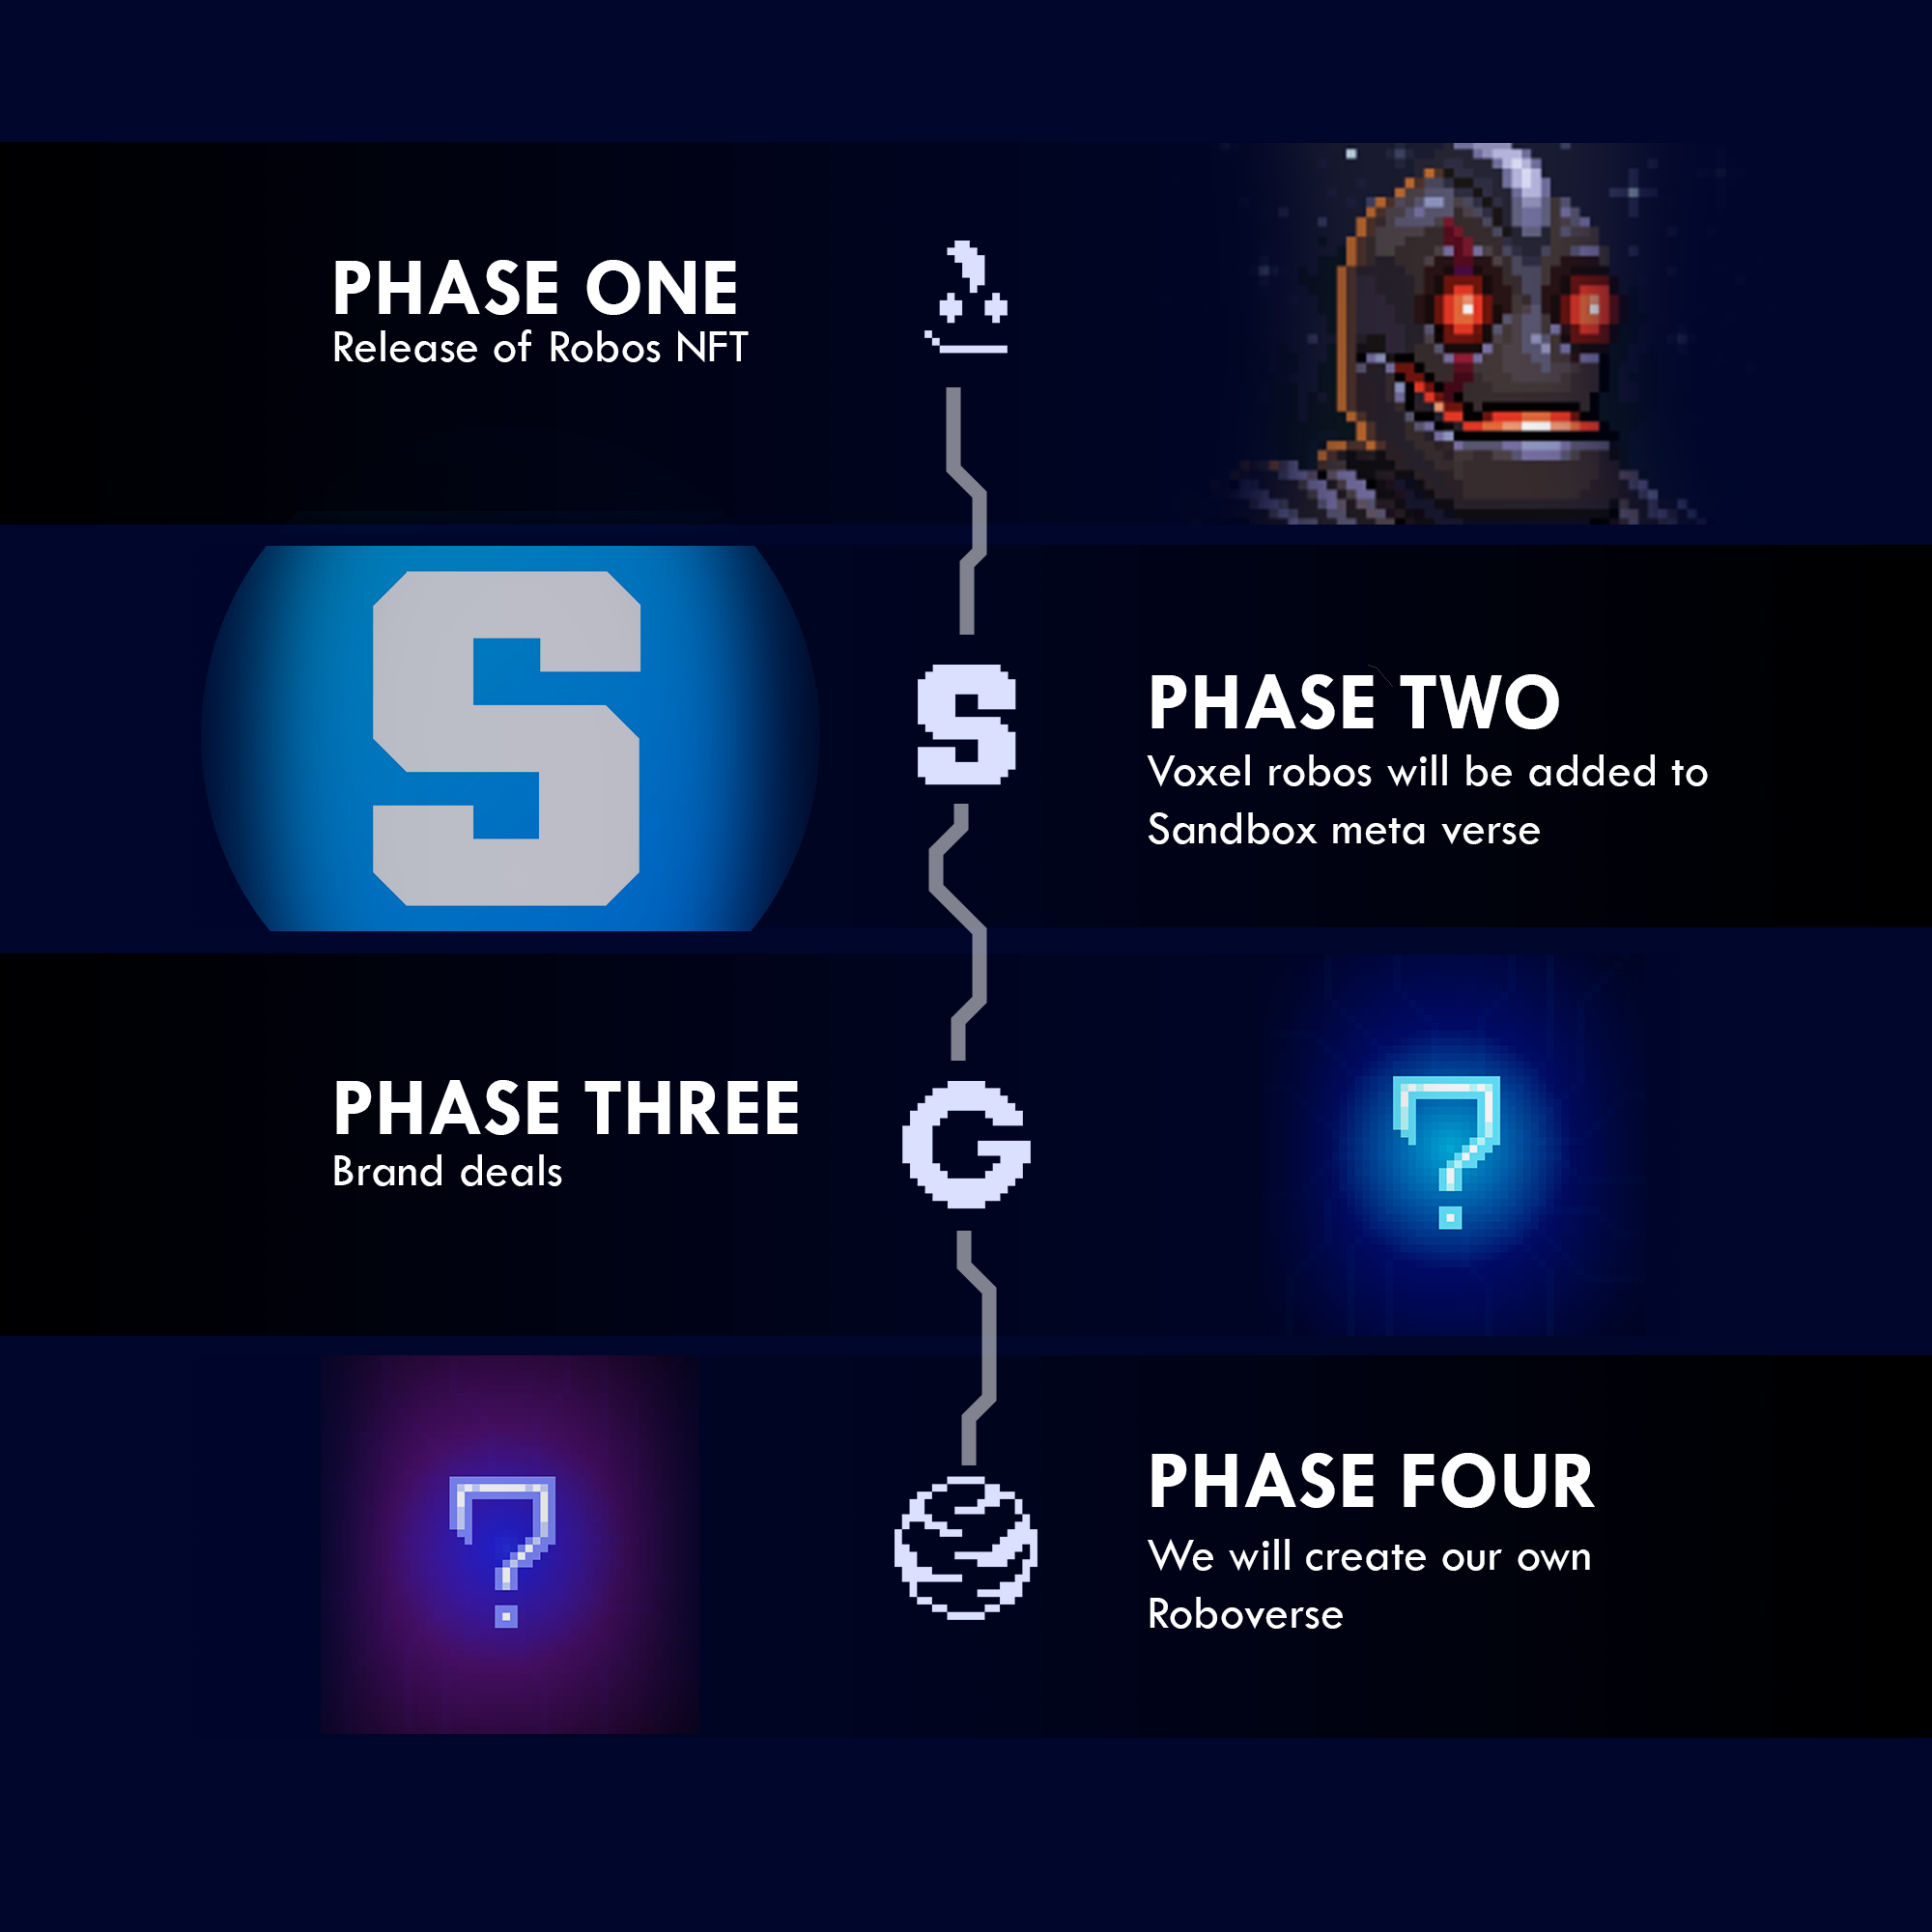 PHASE ONE
Release of Robos NFT
S
S
PHASE TWO
Voxel robos will be added to
Sandbox meta verse
PHASE THREE
Brand deals
G
?
?
PHASE FOUR
We will create our own
Roboverse